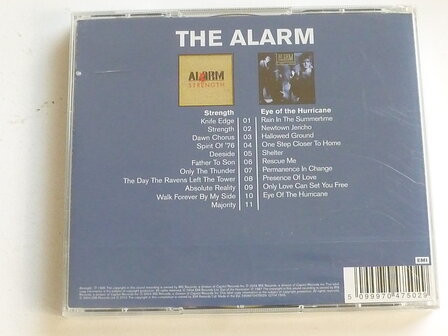 THE ALARM
ALARM
STRENGTH
ALARM
Strength
Knife Edge 01
Strength 02
Dawn Chorus 03
Spirit Of '76 04
Deeside 05
Father To Son 06
Only The Thunder 07
The Day The Ravens Left The Tower 08
Absolute Reality 09
Walk Forever By My Side 10
Majority 11
Eye of the Hurricane
Rain In The Summertime
Newtown Jericho
Hallowed Ground
One Step Closer To Home
Shelter
Rescue Me
Permanence In Change
Presence Of Love
Only Love Can Set You Free
Eye Of The Hurricane
EMI
5 099970 475029